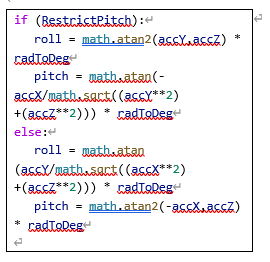 if (RestrictPitch):
roll = math.atan2(accY,accZ) *
radToDeg
pitch = math.atan(-
accX/math.sqrt((accY**2)
+(accZ**2))) * radToDeg
else:
roll = math.atan
(accY/math.sqrt((accX**2)
+(accZ**2))) * radToDeg
pitch = math.atan2(-accX,accZ)
* radToDeg